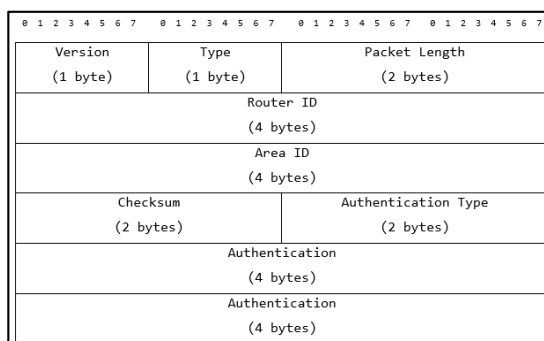 0 1 2 3 4 5 6 7 0 1 2 3 4 5 6 7 0 1 2 3 4 5 6 7 0 1 2 3 4 5 6 7
Version Type Packet Length
(1 byte) (1 byte) (2 bytes)
Router ID
(4 bytes)
Area ID
(4 bytes)
Checksum Authentication Type
(2 bytes) (2 bytes)
Authentication
(4 bytes)
Authentication
(4 bytes)